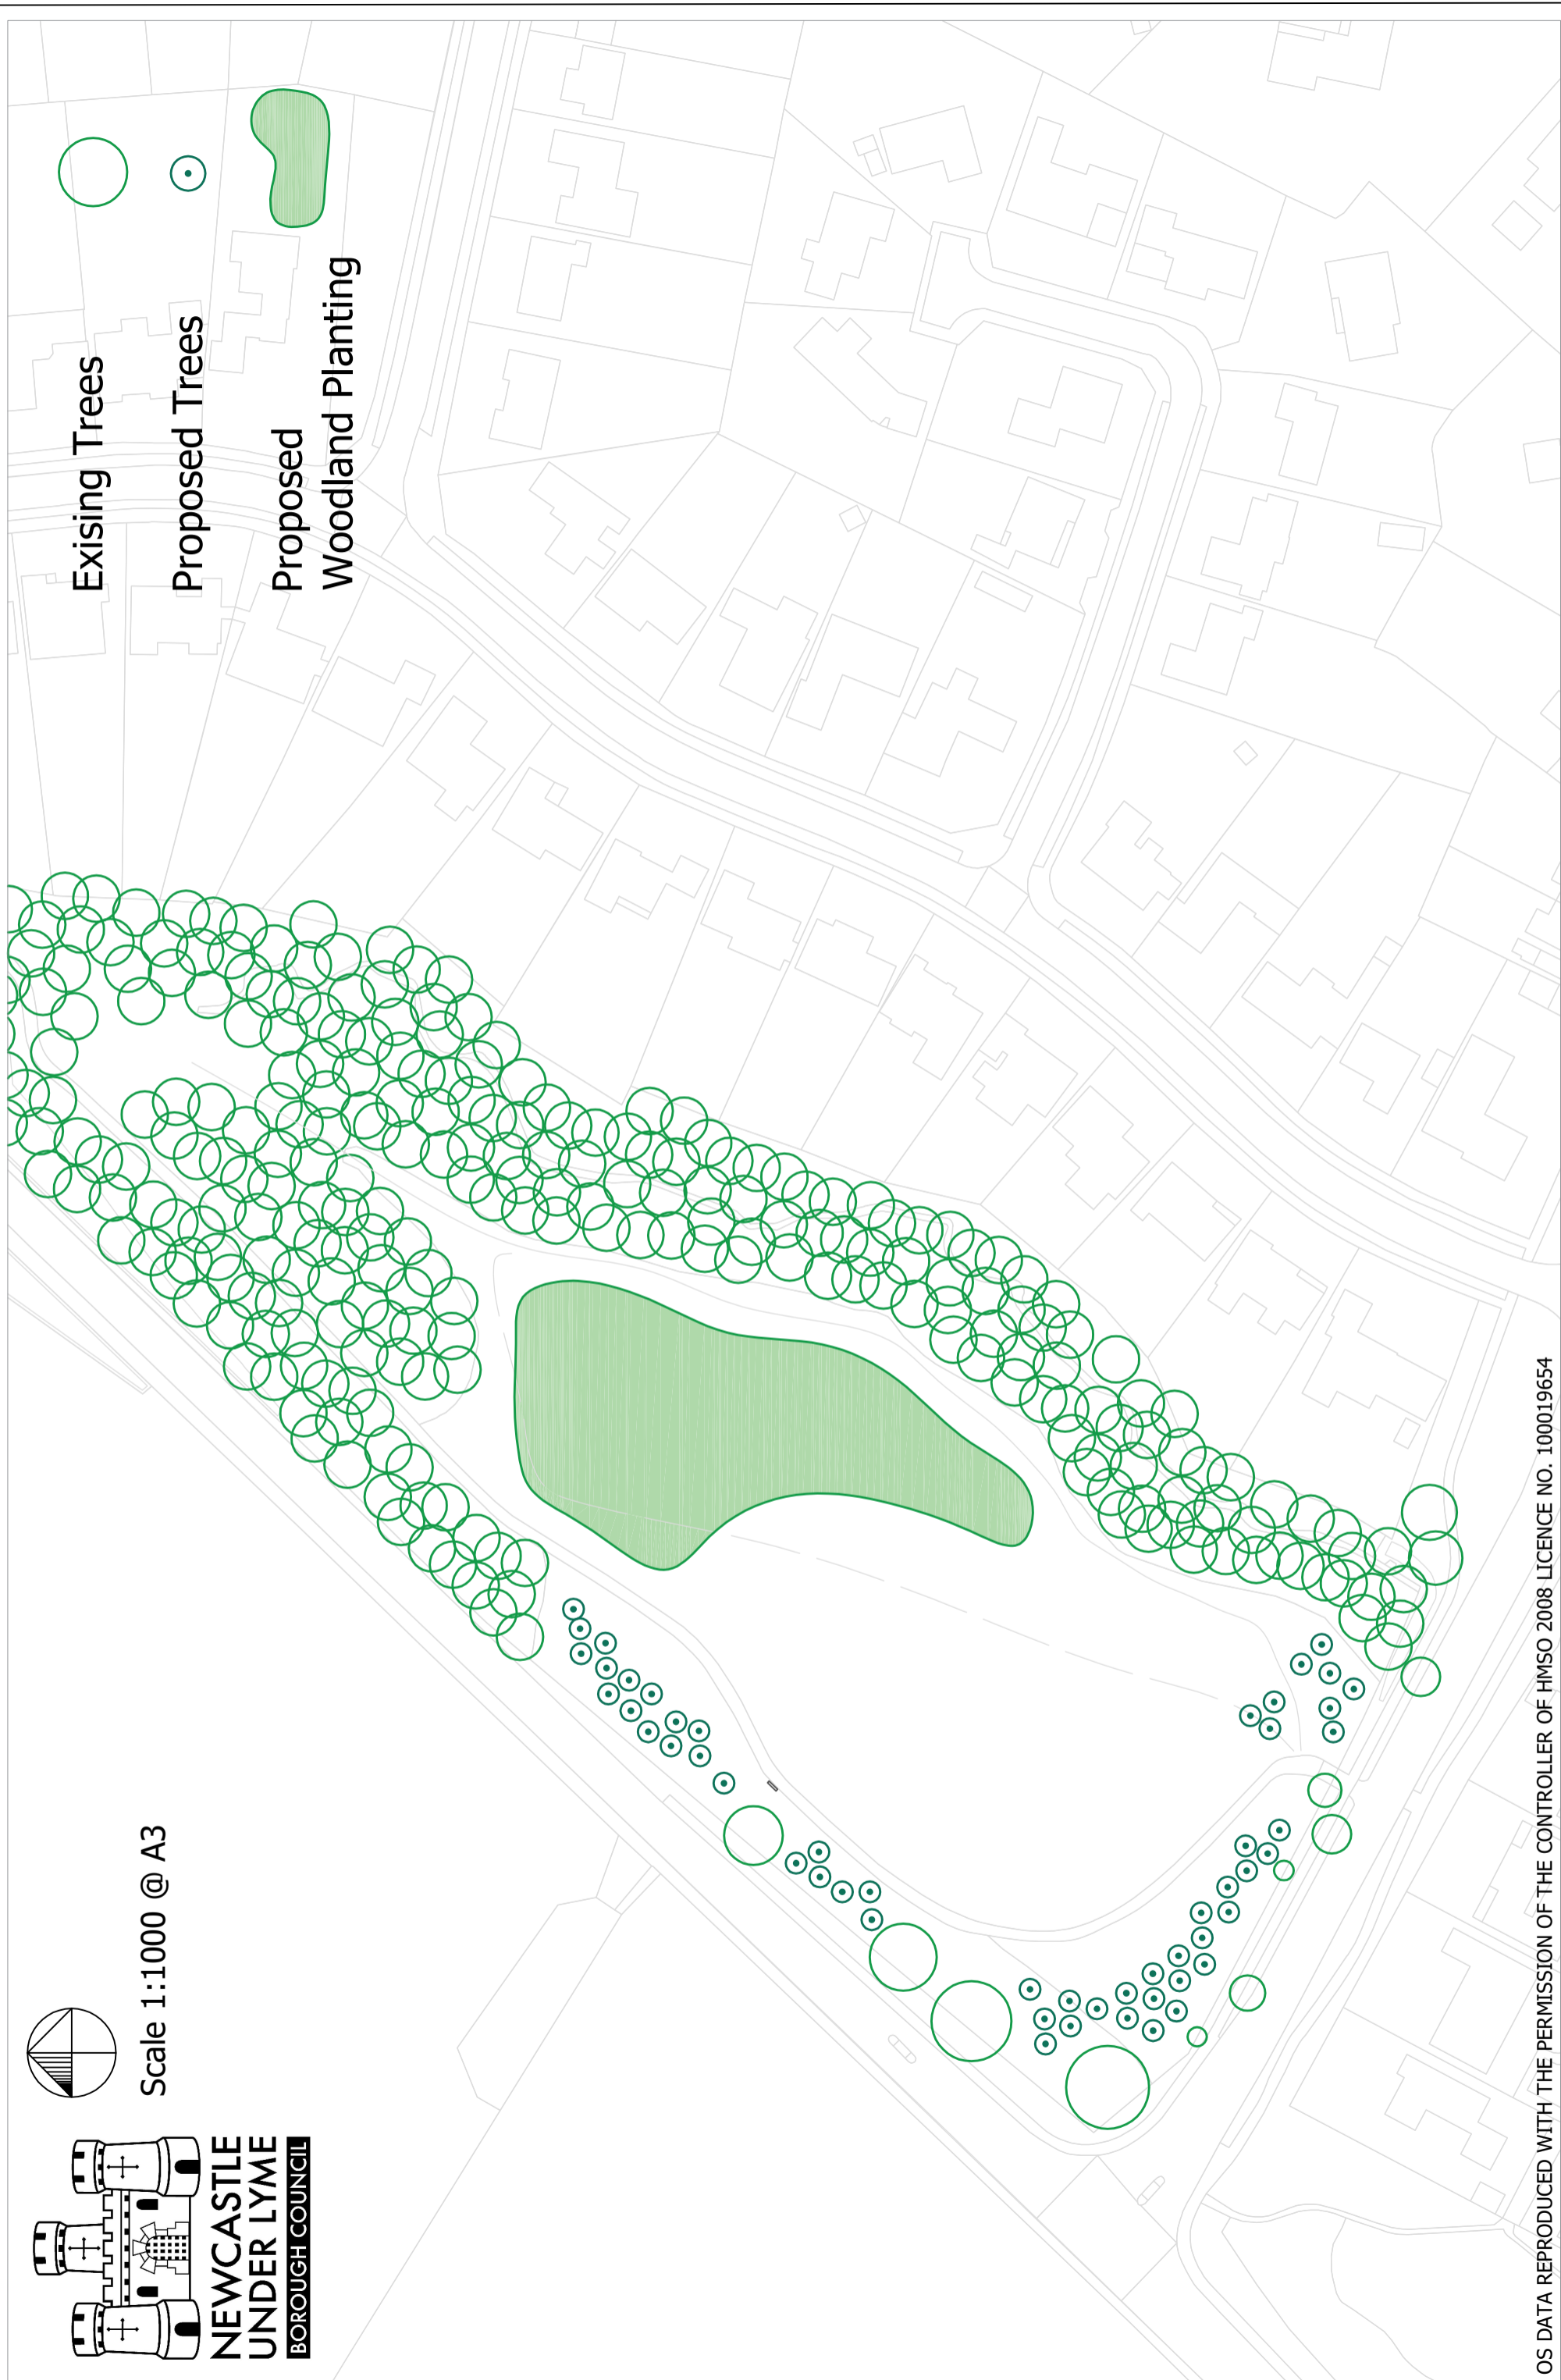 NEWCASTLE
UNDER LYME
BOROUGH COUNCIL
Scale 1:1000 @ A3
Exising Trees
Proposed Trees
Proposed
Woodland Planting
OS DATA REPRODUCED WITH THE PERMISSION OF THE CONTROLLER OF HMSO 2008 LICENCE NO. 100019654